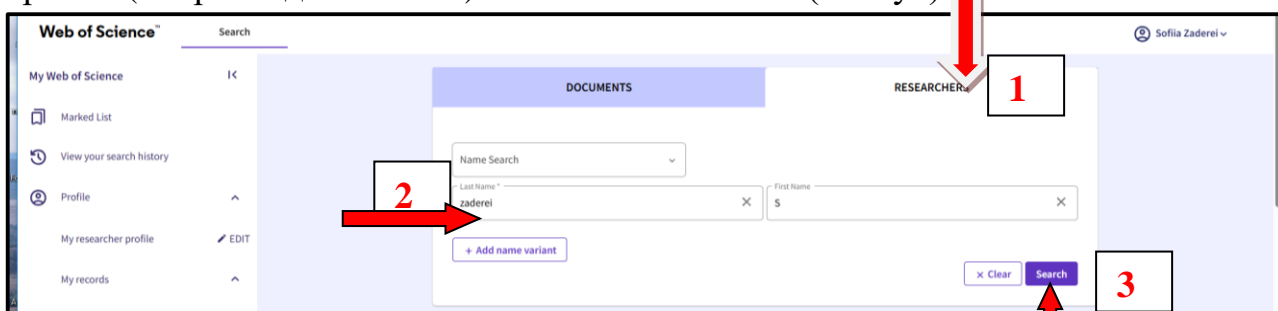 Web of Science™
Search
Sofiia Zaderei
My Web of Science
DOCUMENTS
RESEARCHERS
1
Marked List
View your search history
Name Search
Profile
2
Last Name *
zaderei
First Name
S
My researcher profile
EDIT
+ Add name variant
My records
× Clear
Search
3